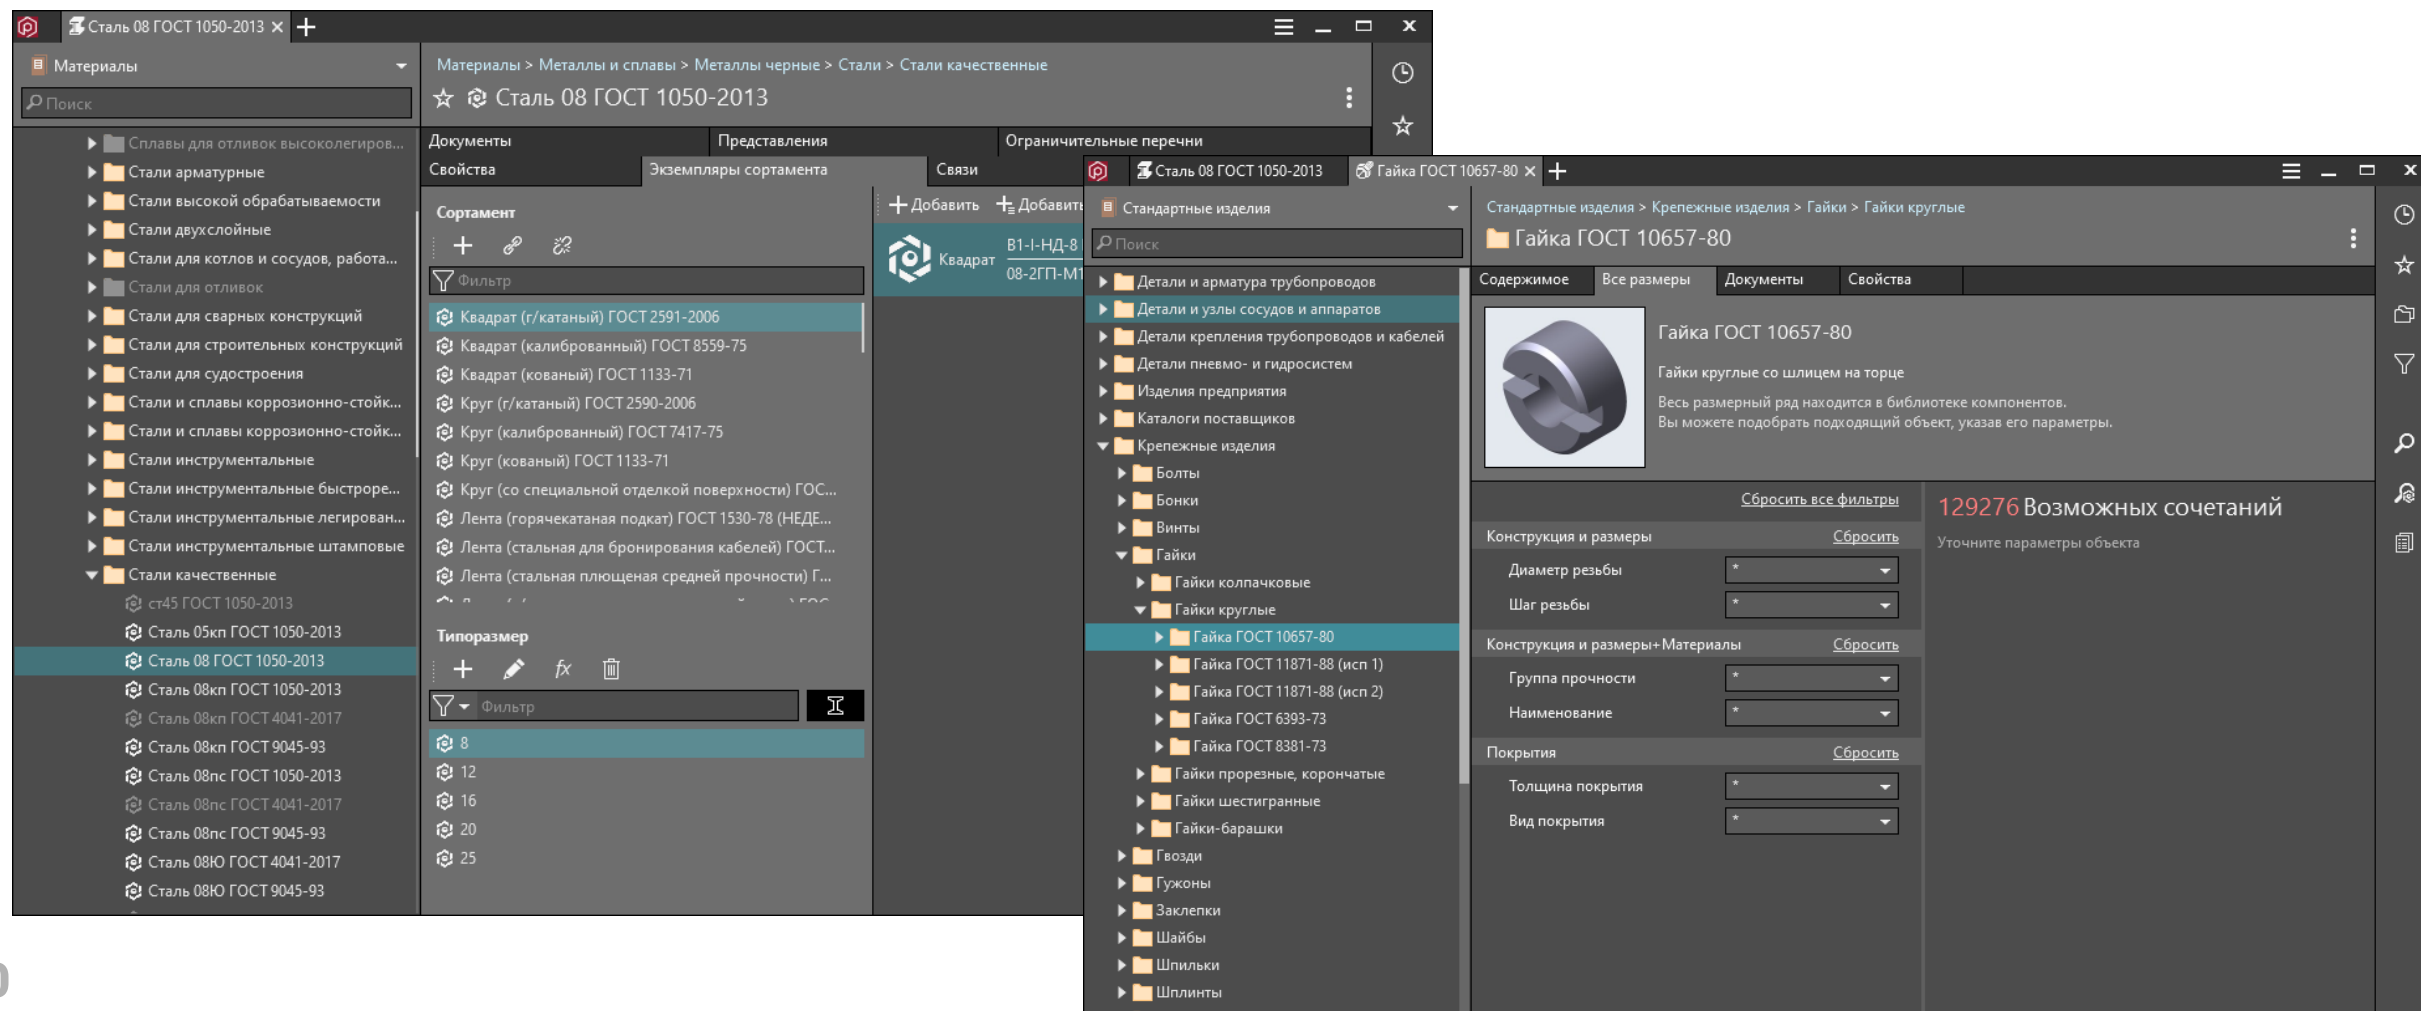 Сталь 08 ГОСТ 1050-2013
Материалы
Поиск
Материалы > Металлы и сплавы > Металлы черные > Стали > Стали качественные
Сталь 08 ГОСТ 1050-2013
Документы
Представления
Ограничительные перечни
Свойства
Экземпляры сортамента
Связи
Сплавы для отливок высоколегиров...
Стали арматурные
Стали высокой обрабатываемости
Стали двухслойные
Стали для котлов и сосудов, работа...
Стали для отливок
Стали для сварных конструкций
Стали для строительных конструкций
Стали для судостроения
Стали и сплавы коррозионно-стойк...
Стали и сплавы коррозионно-стойк...
Стали инструментальные
Стали инструментальные быстроре...
Стали инструментальные легирован...
Стали инструментальные штамповые
Стали качественные
ст45 ГОСТ 1050-2013
Сталь 05кп ГОСТ 1050-2013
Сталь 08 ГОСТ 1050-2013
Сталь 08кп ГОСТ 1050-2013
Сталь 08кп ГОСТ 4041-2017
Сталь 08кп ГОСТ 9045-93
Сталь 08пс ГОСТ 1050-2013
Сталь 08пс ГОСТ 4041-2017
Сталь 08пс ГОСТ 9045-93
Сталь 08Ю ГОСТ 4041-2017
Сталь 08Ю ГОСТ 9045-93
Сортамент
Фильтр
Квадрат (г/катаный) ГОСТ 2591-2006
Квадрат (калиброванный) ГОСТ 8559-75
Квадрат (кованый) ГОСТ 1133-71
Круг (г/катаный) ГОСТ 2590-2006
Круг (калиброванный) ГОСТ 7417-75
Круг (кованый) ГОСТ 1133-71
Круг (со специальной отделкой поверхности) ГОС...
Лента (горячекатаная подкат) ГОСТ 1530-78 (НЕДЕ...
Лента (стальная для бронирования кабелей) ГОСТ...
Лента (стальная плющеная средней прочности) Г...
Типоразмер
fx
Фильтр
8
12
16
20
25
Добавить
Добавить
Квадрат
В1-I-НД-8
08-2ГП-М1
Сталь 08 ГОСТ 1050-2013
Гайка ГОСТ 10657-80
Стандартные изделия
Поиск
Стандартные изделия > Крепежные изделия > Гайки > Гайки круглые
Гайка ГОСТ 10657-80
Содержимое
Все размеры
Документы
Свойства
Детали и арматура трубопроводов
Детали и узлы сосудов и аппаратов
Детали крепления трубопроводов и кабелей
Детали пневмо- и гидросистем
Изделия предприятия
Каталоги поставщиков
Крепежные изделия
Болты
Бонки
Винты
Гайки
Гайки колпачковые
Гайки круглые
Гайка ГОСТ 10657-80
Гайка ГОСТ 11871-88 (исп 1)
Гайка ГОСТ 11871-88 (исп 2)
Гайка ГОСТ 6393-73
Гайка ГОСТ 8381-73
Гайки прорезные, корончатые
Гайки шестигранные
Гайки-барашки
Гвозди
Гужоны
Заклепки
Шайбы
Шпильки
Шплинты
Гайка ГОСТ 10657-80
Гайки круглые со шлицем на торце
Весь размерный ряд находится в библиотеке компонентов.
Вы можете подобрать подходящий объект, указав его параметры.
Сбросить все фильтры
Конструкция и размеры
Сбросить
Диаметр резьбы
*
Шаг резьбы
*
Конструкция и размеры+Материалы
Сбросить
Группа прочности
*
Наименование
*
Покрытия
Сбросить
Толщина покрытия
*
Вид покрытия
*
129276 Возможных сочетаний
Уточните параметры объекта